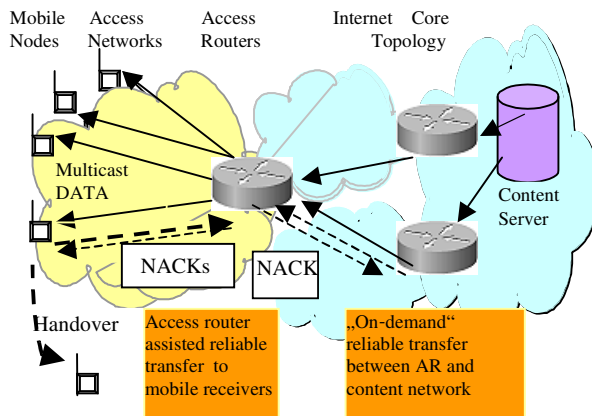 Mobile Nodes
Access Networks
Access Routers
Internet Core Topology
Multicast DATA
Content Server
NACKs
NACK
Handover
Access router
assisted reliable
transfer to
mobile receivers
„On-demand“
reliable transfer
between AR and
content network